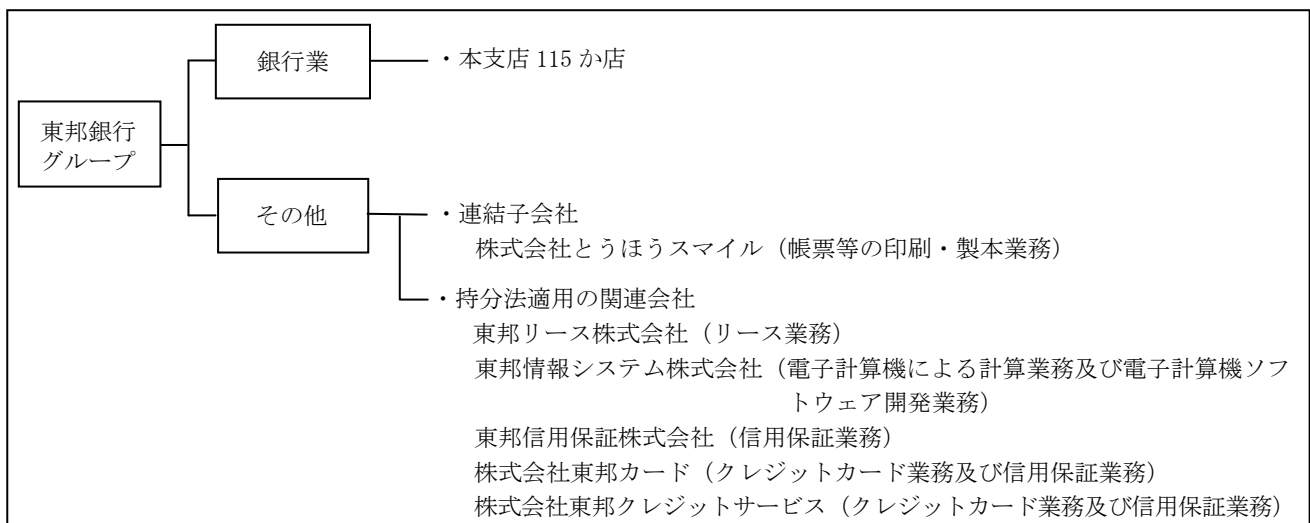 銀行業
・本支店 115 か店
東邦銀行
グループ
その他
・連結子会社
株式会社とうほうスマイル（帳票等の印刷・製本業務）
・持分法適用の関連会社
東邦リース株式会社（リース業務）
東邦情報システム株式会社（電子計算機による計算業務及び電子計算機ソフ
トウェア開発業務）
東邦信用保証株式会社（信用保証業務）
株式会社東邦カード（クレジットカード業務及び信用保証業務）
株式会社東邦クレジットサービス（クレジットカード業務及び信用保証業務）